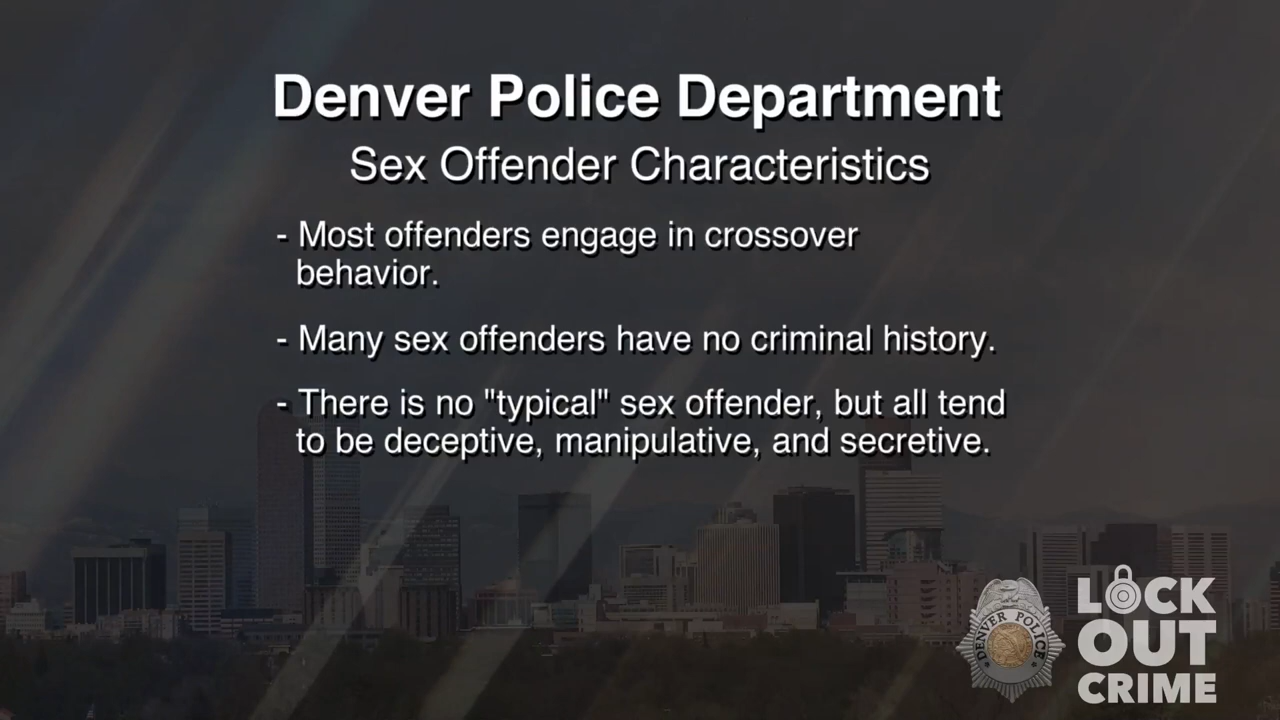 Denver Police Department
Sex Offender Characteristics
- Most offenders engage in crossover
behavior.
- Many sex offenders have no criminal history.
- There is no "typical" sex offender, but all tend
to be deceptive, manipulative, and secretive.
DENVER POLICE
LOCK
OUT
CRIME